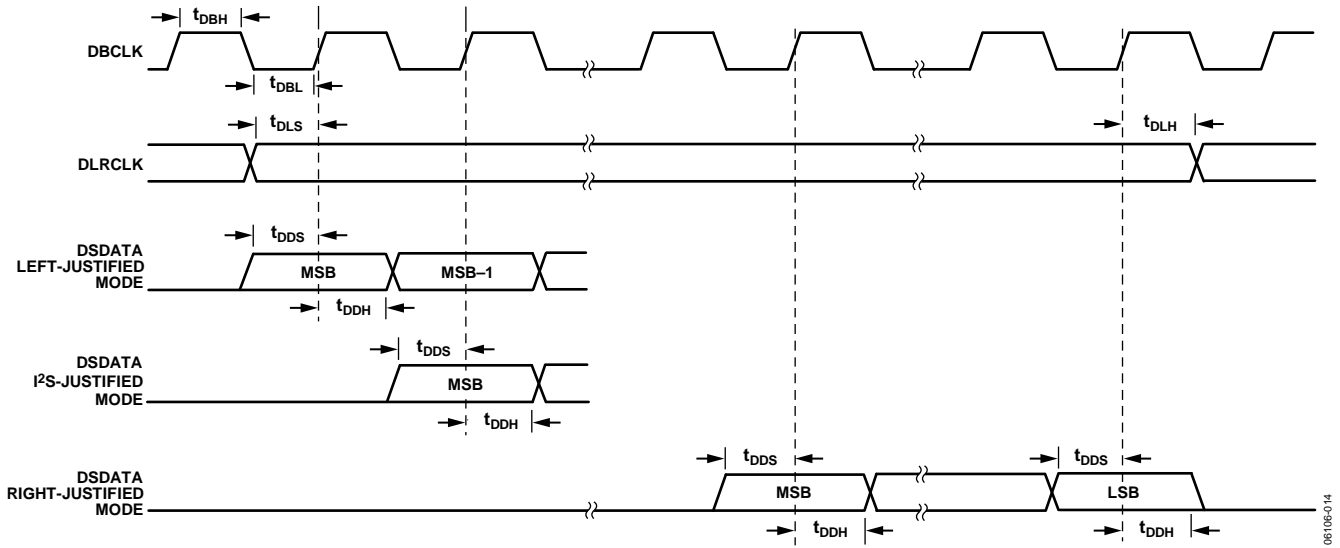 tDBH
DBCLK
tDBL
tDLS
tDLH
DLRCLK
tDDS
DSDATA
LEFT-JUSTIFIED
MODE
MSB
MSB–1
tDDH
tDDS
DSDATA
I2S-JUSTIFIED
MODE
MSB
tDDH
tDDS
tDDS
DSDATA
RIGHT-JUSTIFIED
MODE
MSB
LSB
tDDH
tDDH
06106-014